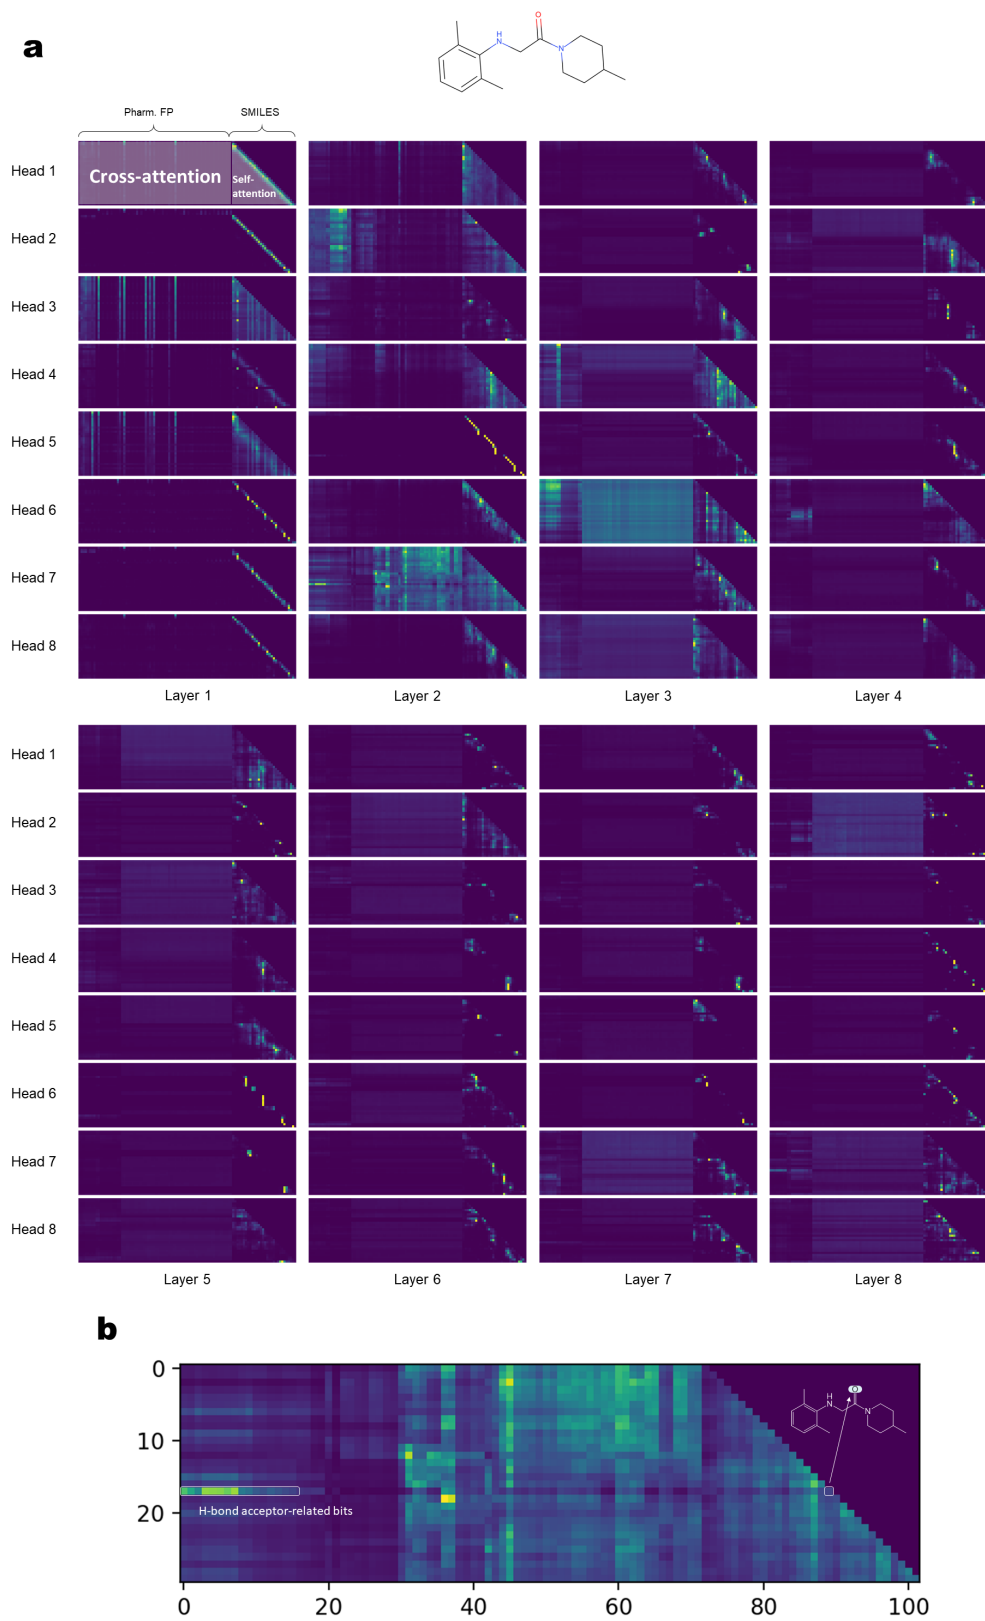 a
O
H
N
N
Pharm. FP
SMILES
Head 1
Cross-attention
Self-
attention
Head 2
Head 3
Head 4
Head 5
Head 6
Head 7
Head 8
Layer 1
Layer 2
Layer 3
Layer 4
Head 1
Head 2
Head 3
Head 4
Head 5
Head 6
Head 7
Head 8
Layer 5
Layer 6
Layer 7
Layer 8
b
0
10
20
O
H
N
N
H-bond acceptor-related bits
0
20
40
60
80
100